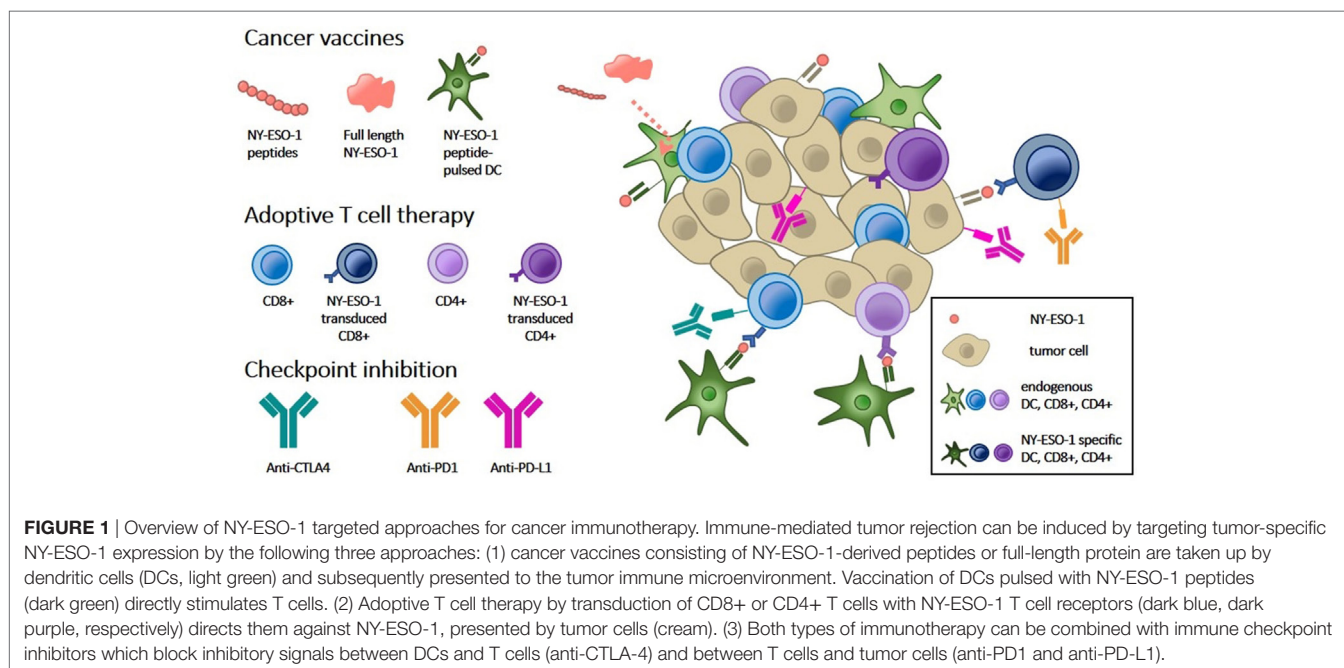 Cancer vaccines
NY-ESO-1
peptides
Full length
NY-ESO-1
NY-ESO-1
peptide-
pulsed DC
Adoptive T cell therapy
CD8+
NY-ESO-1
transduced
CD8+
CD4+
NY-ESO-1
transduced
CD4+
Checkpoint inhibition
Anti-CTLA4
Anti-PD1
Anti-PD-L1
NY-ESO-1
tumor cell
endogenous
DC, CD8+, CD4+
NY-ESO-1 specific
DC, CD8+, CD4+
FIGURE 1 | Overview of NY-ESO-1 targeted approaches for cancer immunotherapy. Immune-mediated tumor rejection can be induced by targeting tumor-specific
NY-ESO-1 expression by the following three approaches: (1) cancer vaccines consisting of NY-ESO-1-derived peptides or full-length protein are taken up by
dendritic cells (DCs, light green) and subsequently presented to the tumor immune microenvironment. Vaccination of DCs pulsed with NY-ESO-1 peptides
(dark green) directly stimulates T cells. (2) Adoptive T cell therapy by transduction of CD8+ or CD4+ T cells with NY-ESO-1 T cell receptors (dark blue, dark
purple, respectively) directs them against NY-ESO-1, presented by tumor cells (cream). (3) Both types of immunotherapy can be combined with immune checkpoint
inhibitors which block inhibitory signals between DCs and T cells (anti-CTLA-4) and between T cells and tumor cells (anti-PD1 and anti-PD-L1).